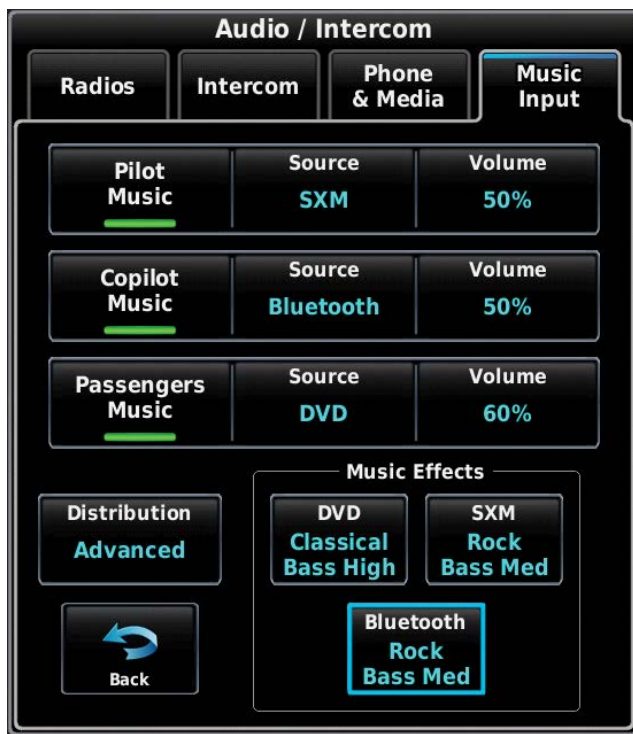 Audio / Intercom
Radios
Intercom
Phone
& Media
Music
Input
Pilot
Music
Source
SXM
Volume
50%
Copilot
Music
Source
Bluetooth
Volume
50%
Passengers
Music
Source
DVD
Volume
60%
Distribution
Advanced
Music Effects
DVD
Classical
Bass High
SXM
Rock
Bass Med
Bluetooth
Rock
Bass Med
Back